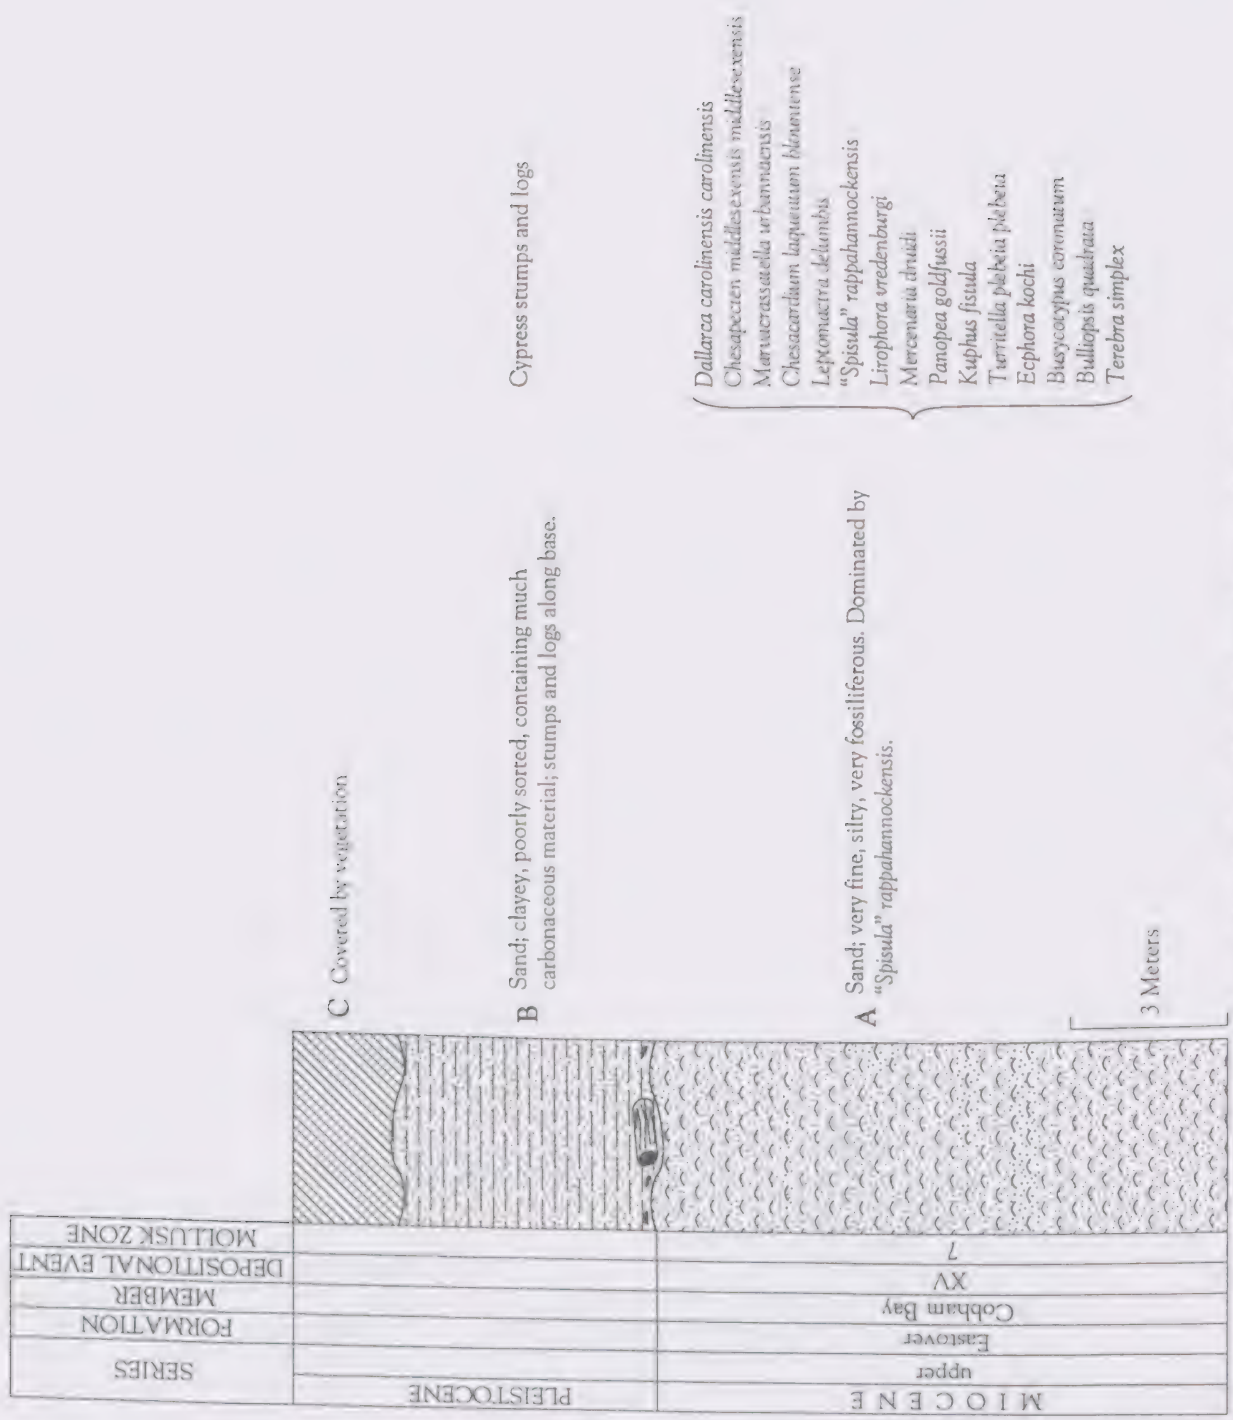 SERIES
FORMATION
MEMBER
DEPOSITIONAL EVENT
MOLLUSK ZONE
PLEISTOCENE
MIOCENE
upper
Eastover
Cobham Bay
XV
7
C Covered by vegetation
B Sand; clayey, poorly sorted, containing much
carbonaceous material; stumps and logs along base.
Cypress stumps and logs
A Sand; very fine, silty, very fossiliferous. Dominated by
"Spisula" rappahannockensis.
Dallarca carolinensis carolinensis
Chesapecten middlesexensis middlesexensis
Marvacrassatella urbannaensis
Chesacardium laqueatum blountense
Leptomactra delumbis
"Spisula" rappahannockensis
Lirophora vredenburgi
Mercenaria druidi
Panopea goldfussii
Kuphus fistula
Turritella plebeia plebeia
Ecphora kochi
Busycotypus coronatum
Bulliopsis quadrata
Terebra simplex
3 Meters